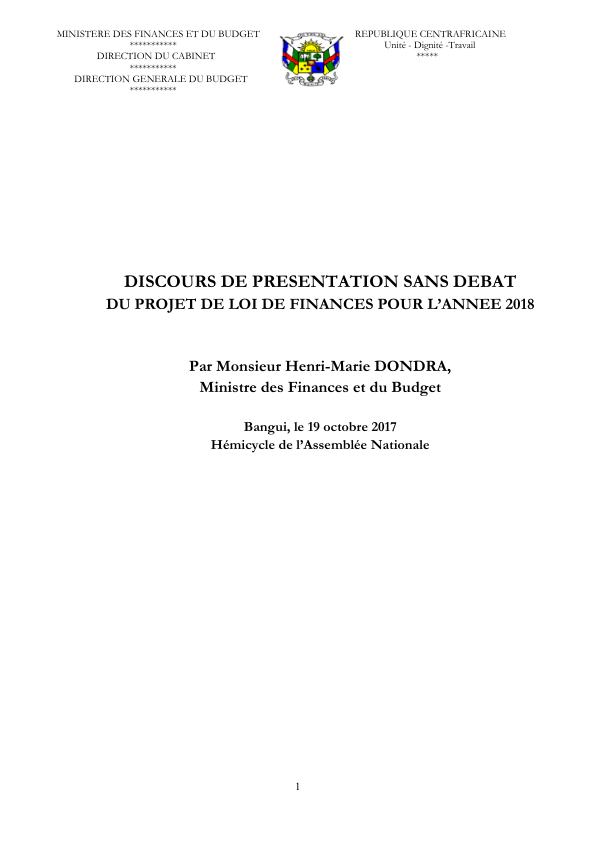 MINISTERE DES FINANCES ET DU BUDGET
***********
DIRECTION DU CABINET
***********
DIRECTION GENERALE DU BUDGET
***********
REPUBLIQUE CENTRAFRICAINE
Unité - Dignité -Travail
*****
DISCOURS DE PRESENTATION SANS DEBAT
DU PROJET DE LOI DE FINANCES POUR L’ANNEE 2018
Par Monsieur Henri-Marie DONDRA,
Ministre des Finances et du Budget
Bangui, le 19 octobre 2017
Hémicycle de l’Assemblée Nationale
1